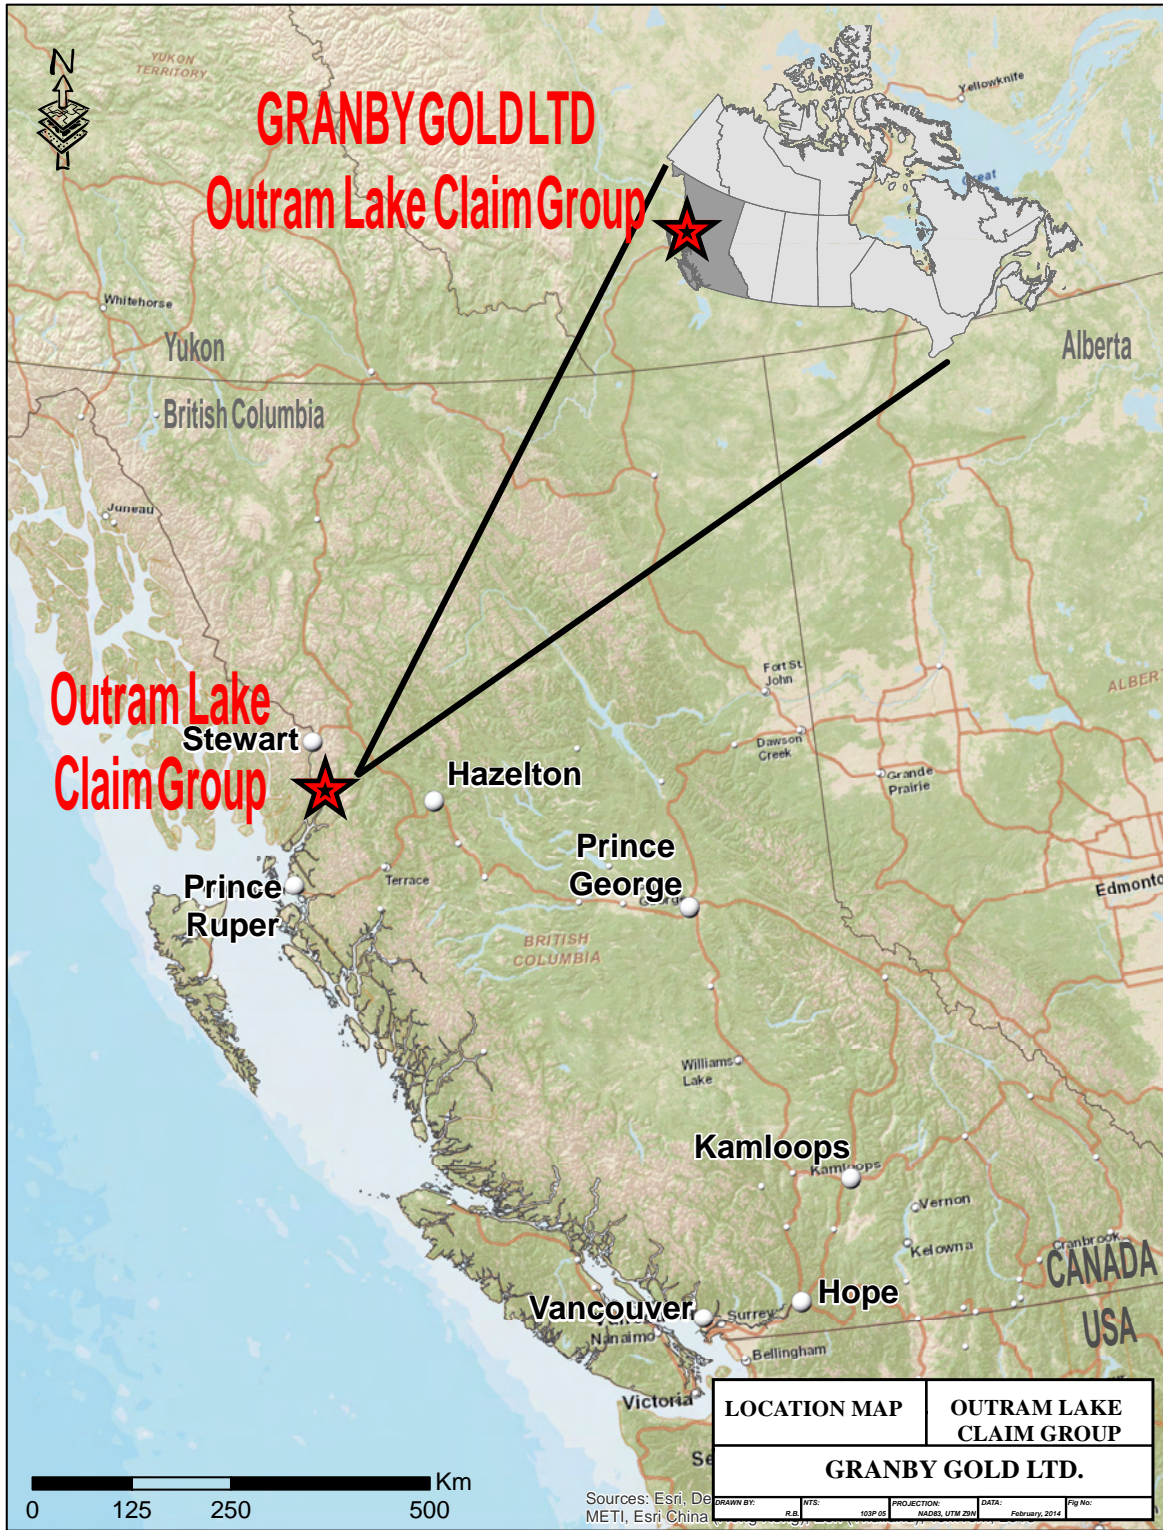 N
YUKON
TERRITORY
GRANBY GOLD LTD
Outram Lake Claim Group
Yellowknife
Great
Whitehorse
Yukon
Alberta
British Columbia
Juneau
Fort St.
John
ALBER
Outram Lake
Stewart
Dawson
Creek
Claim Group
Hazelton
Grande
Prairie
Prince
George
Prince
Ruper
Terrace
Edmonto
BRITISH
COLUMBIA
Williams
Lake
Kamloops
Kamloops
Vernon
Kelowna
Cranbrook
CANADA
Hope
Vancouver
Surrey
USA
Nanaimo
Bellingham
Victoria
LOCATION MAP
OUTRAM LAKE
CLAIM GROUP
GRANBY GOLD LTD.
Se
Km
0 125 250 500
Sources: Esri, De
METI, Esri China
DRAWN BY: R.B.
NTS: 103P 05
PROJECTION: NAD83, UTM Z9N
DATA: February, 2014
Fig No: